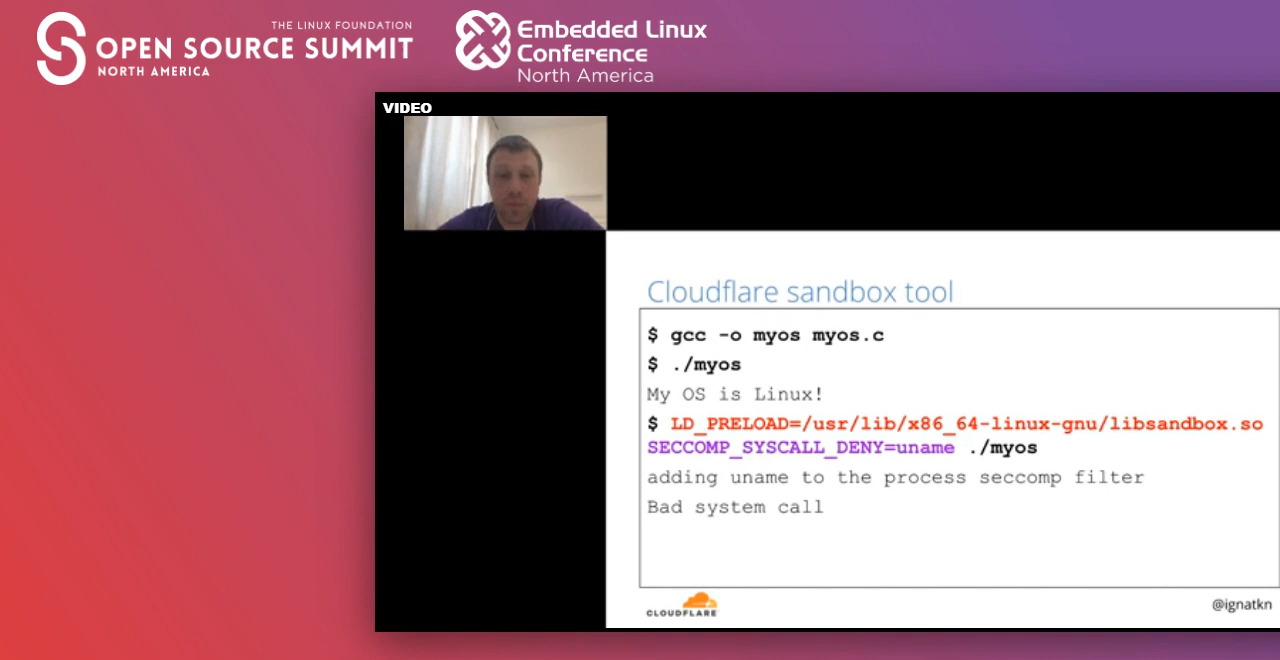 THE LINUX FOUNDATION
OPEN SOURCE SUMMIT
NORTH AMERICA
Embedded Linux
Conference
North America
VIDEO
Cloudflare sandbox tool
$ gcc -o myos myos.c
$ ./myos
My OS is Linux!
$ LD_PRELOAD=/usr/lib/x86_64-linux-gnu/libsandbox.so
SECCOMP_SYSCALL_DENY=uname ./myos
adding uname to the process seccomp filter
Bad system call
CLOUDFLARE
@ignatkn